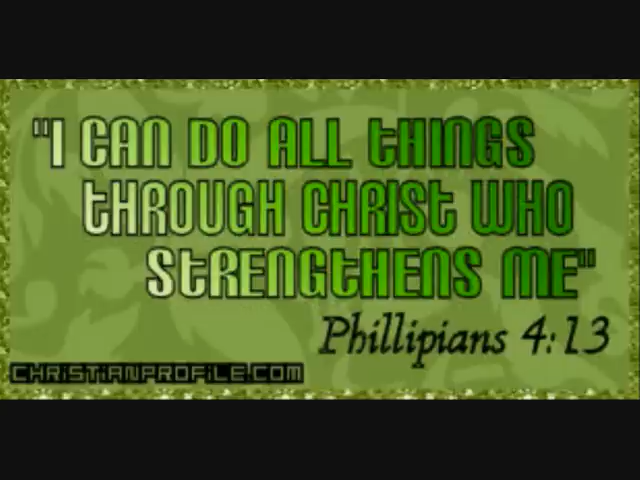 "I CAN DO ALL tHINGS
tHROUGH CHRISt WHO
StRENGtHENS ME"
Phillipians 4:13
CHRiSTiANPROFiLE.COM